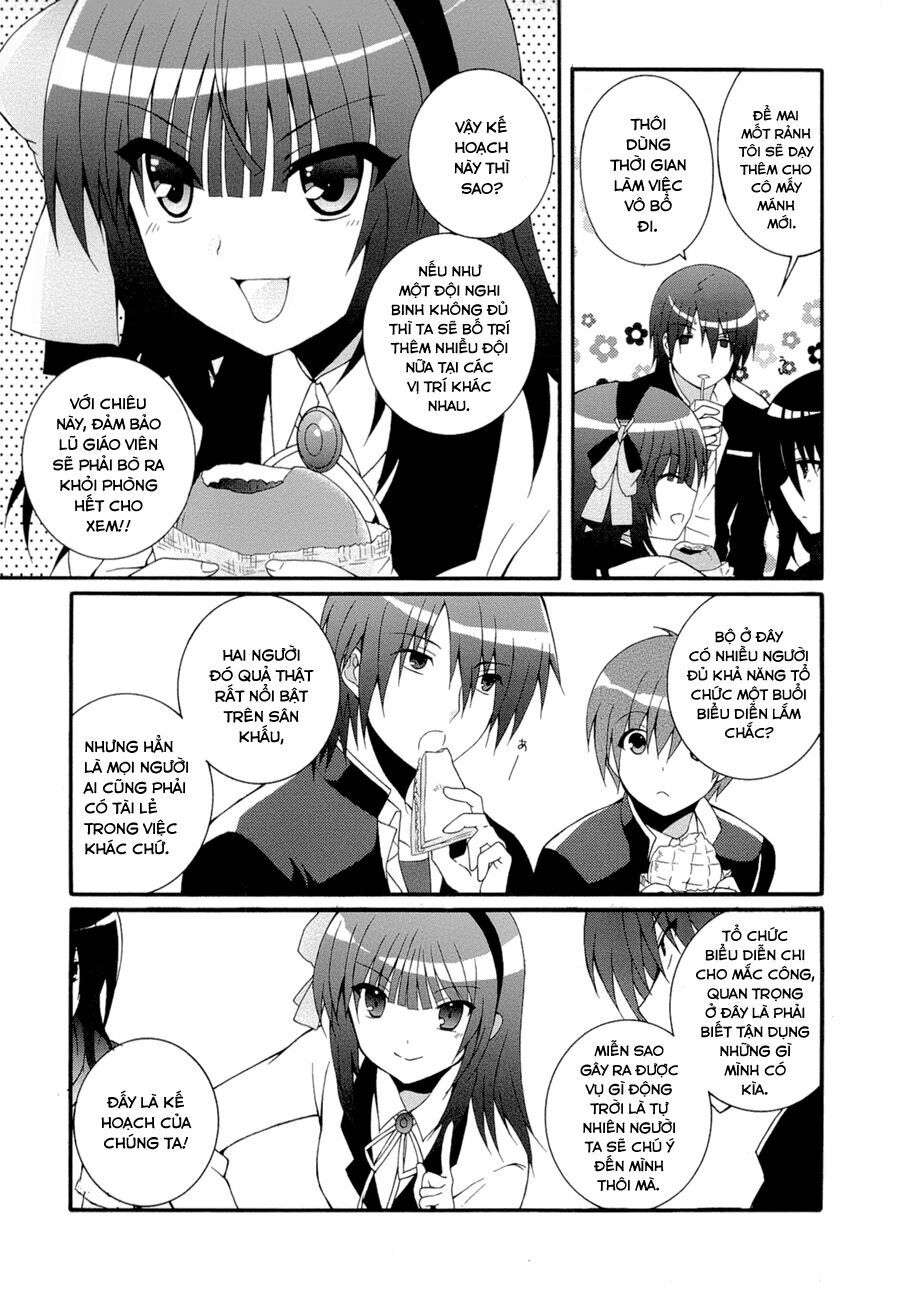 ĐỂ MAI
MỐT RẢNH
TÔI SẼ DẠY
THÊM CHO
CÔ MẤY
MÁNH
MỚI.
THÔI
DÙNG
THỜI GIAN
LÀM VIỆC
VÔ BỔ
ĐI.
VẬY KẾ
HOẠCH
NÀY THÌ
SAO?
NẾU NHƯ
MỘT ĐỘI NGHI
BINH KHÔNG ĐỦ
THÌ TA SẼ BỐ TRÍ
THÊM NHIỀU ĐỘI
NỮA TẠI CÁC
VỊ TRÍ KHÁC
NHAU.
VỚI CHIÊU
NÀY, ĐẢM BẢO
LŨ GIÁO VIÊN
SẼ PHẢI BÒ RA
KHỎI PHÒNG
HẾT CHO
XEM!!
BỘ Ở ĐÂY
CÓ NHIỀU NGƯỜI
ĐỦ KHẢ NĂNG TỔ
CHỨC MỘT BUỔI
BIỂU DIỄN LẮM
CHẮC?
あ
HAI NGƯỜI
ĐÓ QUẢ THẬT
RẤT NỔI BẬT
TRÊN SÂN
KHẤU,
NHƯNG HẲN
LÀ MỌI NGƯỜI
AI CŨNG PHẢI
CÓ TÀI LẺ
TRONG VIỆC
KHÁC CHỨ.
TỔ CHỨC
BIỂU DIỄN CHI
CHO MẮC CÔNG,
QUAN TRỌNG
Ở ĐÂY LÀ PHẢI
BIẾT TẬN DỤNG
NHỮNG GÌ
MÌNH CÓ
KÌA.
MIỄN SAO
GÂY RA ĐƯỢC
VỤ GÌ ĐỘNG
TRỜI LÀ TỰ
NHIÊN NGƯỜI
TA SẼ CHÚ Ý
ĐẾN MÌNH
THÔI MÀ.
ĐẤY LÀ KẾ
HOẠCH CỦA
CHÚNG TA!